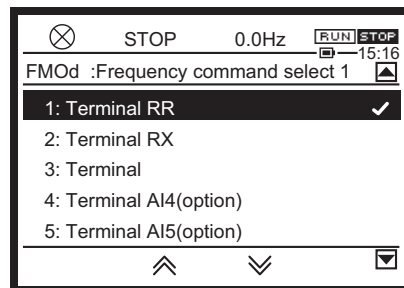 STOP 0.0Hz RUN STOP
15:16
FMOd :Frequency command select 1
1: Terminal RR
2: Terminal RX
3: Terminal
4: Terminal AI4(option)
5: Terminal AI5(option)